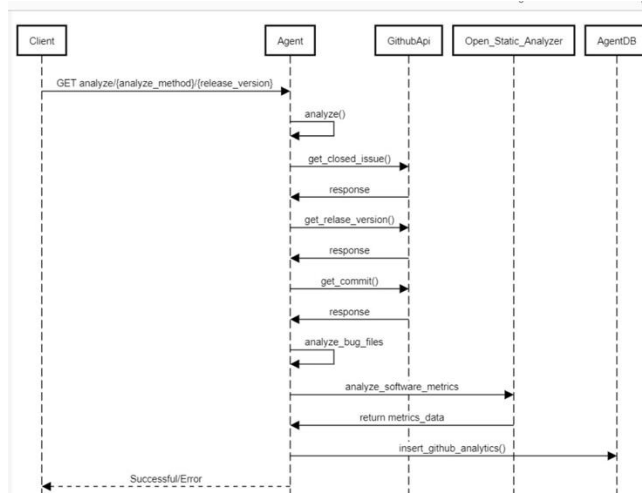 Client Agent GithubApi Open_Static_Analyzer AgentDB
GET analyze/{analyze_method}/{release_version}
analyze()
get_closed_issue()
response
get_relase_version()
response
get_commit()
response
analyze_bug_files
analyze_software_metrics
return metrics_data
insert_github_analytics()
Successful/Error